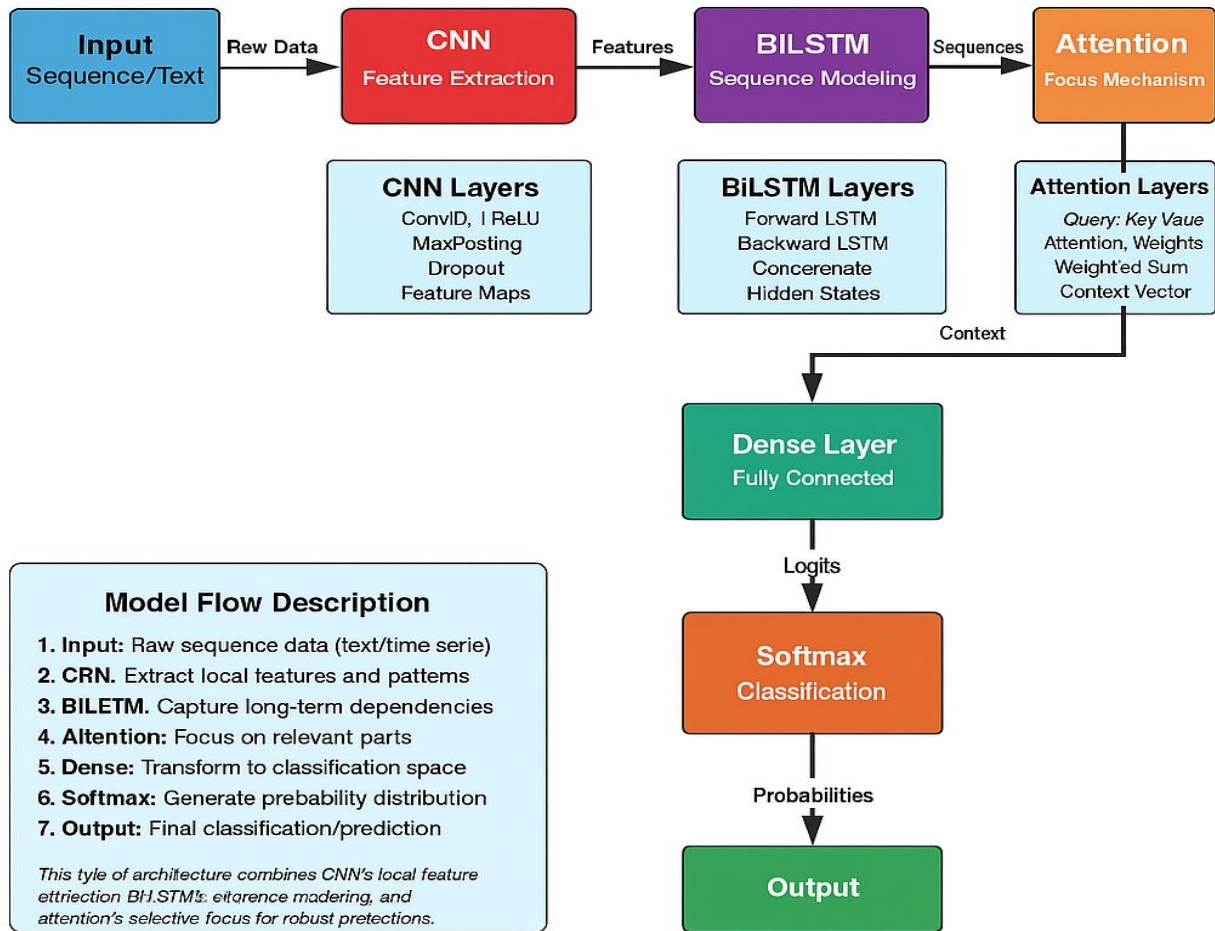 Input
Sequence/Text
Rew Data
CNN
Feature Extraction
Features
BILSTM
Sequence Modeling
Sequences
Attention
Focus Mechanism
CNN Layers
ConvID, I ReLU
MaxPosting
Dropout
Feature Maps
BiLSTM Layers
Forward LSTM
Backward LSTM
Concerenate
Hidden States
Attention Layers
Query: Key Vaue
Attention, Weights
Weight'ed Sum
Context Vector
Context
Dense Layer
Fully Connected
Logits
Softmax
Classification
Probabilities
Output
Model Flow Description
1. Input: Raw sequence data (text/time serie)
2. CRN. Extract local features and patterns
3. BILETM. Capture long-term dependencies
4. Altention: Focus on relevant parts
5. Dense: Transform to classification space
6. Softmax: Generate prebability distribution
7. Output: Final classification/prediction
This tyle of architecture combines CNN's local feature
ettriection madering, and
attention's selective focus for robust pretections.